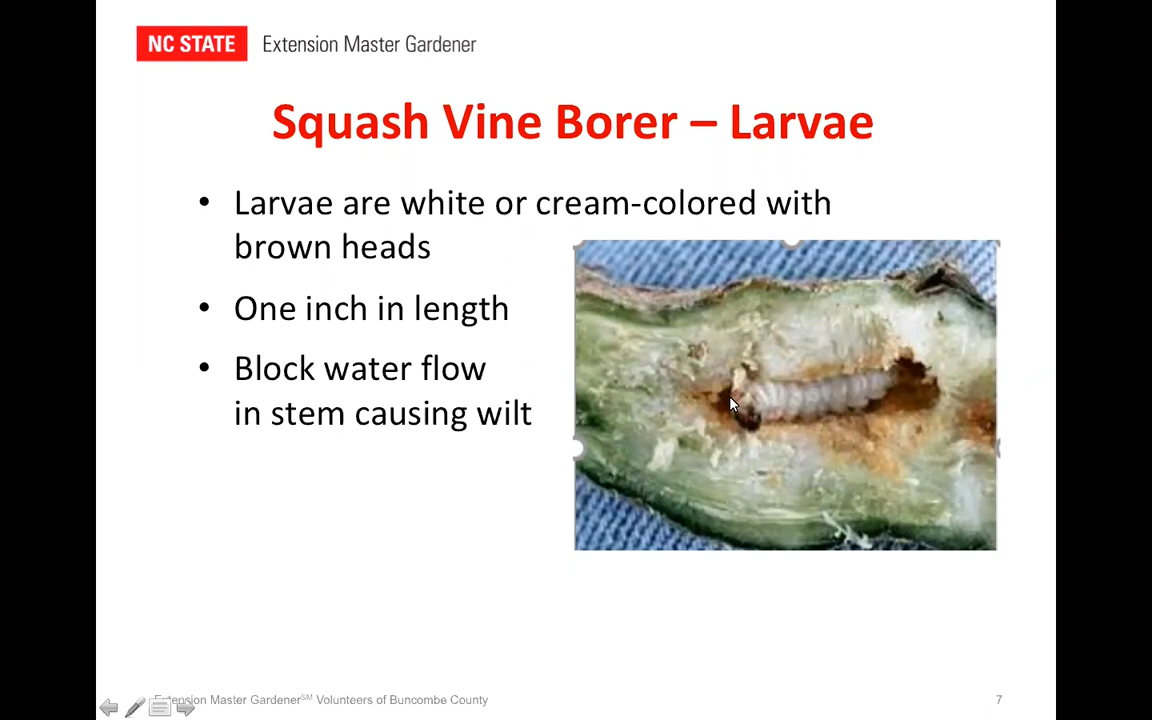 NC STATE Extension Master Gardener
Squash Vine Borer – Larvae
• Larvae are white or cream-colored with
brown heads
• One inch in length
• Block water flow
in stem causing wilt
Extension Master Gardener℠ Volunteers of Buncombe County 7